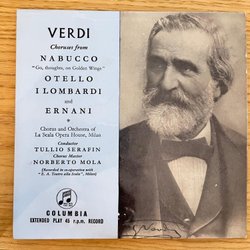 VERDI
Choruses from
NABUCCO
"Go, thoughts, on Golden Wings"
OTELLO
I LOMBARDI
and
ERNANI
Chorus and Orchestra of
La Scala Opera House, Milan
Conductor
TULLIO SERAFIN
Chorus Master
NORBERTO MOLA
(Recorded in co-operation with
"E. A. Teatro alla Scala", Milan)
COLUMBIA
EXTENDED PLAY 45 r.p.m. RECORD